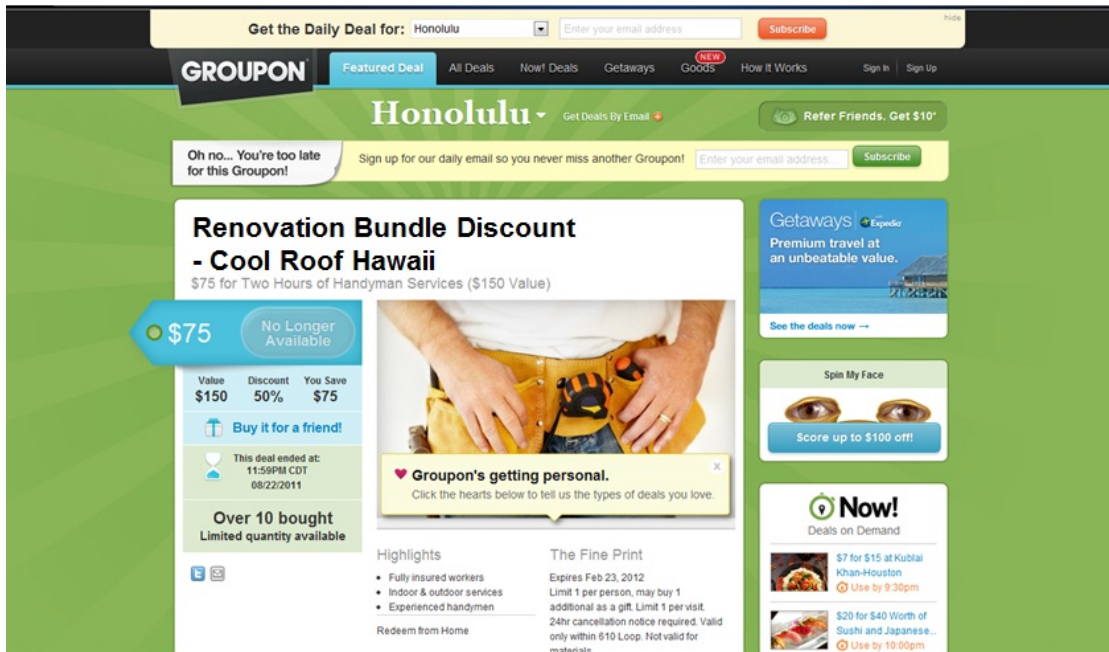 Get the Daily Deal for: Honolulu Enter your email address Subscribe hide
GROUPON Featured Deal All Deals Now! Deals Getaways Goods NEW How It Works Sign In Sign Up
Honolulu Get Deals By Email Refer Friends. Get $10*
Oh no... You're too late
for this Groupon!
Sign up for our daily email so you never miss another Groupon! Enter your email address... Subscribe
Renovation Bundle Discount
- Cool Roof Hawaii
$75 for Two Hours of Handyman Services ($150 Value)
$75
No Longer
Available
Value Discount You Save
$150 50% $75
Buy it for a friend!
This deal ended at:
11:59PM CDT
08/22/2011
Over 10 bought
Limited quantity available
Groupon's getting personal.
Click the hearts below to tell us the types of deals you love.
Highlights
Fully insured workers
Indoor & outdoor services
Experienced handymen
Redeem from Home
The Fine Print
Expires Feb 23, 2012
Limit 1 per person, may buy 1
additional as a gift. Limit 1 per visit.
24hr cancellation notice required. Valid
only within 610 Loop. Not valid for
materials
Getaways Expedia
Premium travel at
an unbeatable value.
See the deals now →
Spin My Face
Score up to $100 off!
Now!
Deals on Demand
$7 for $15 at Kublai
Khan-Houston
Use by 9:30pm
$20 for $40 Worth of
Sushi and Japanese...
Use by 10:00pm